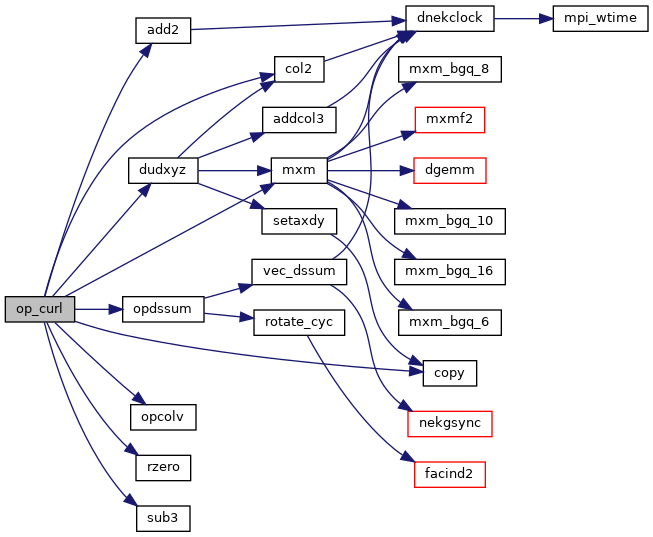 op_curl
add2
dudxyz
opdssum
opcolv
rzero
sub3
col2
addcol3
mxm
setaxdy
vec_dssum
rotate_cyc
dnekclock
mxm_bgq_8
mxmf2
dgemm
mxm_bgq_10
mxm_bgq_16
mxm_bgq_6
copy
nekgsync
facind2
mpi_wtime